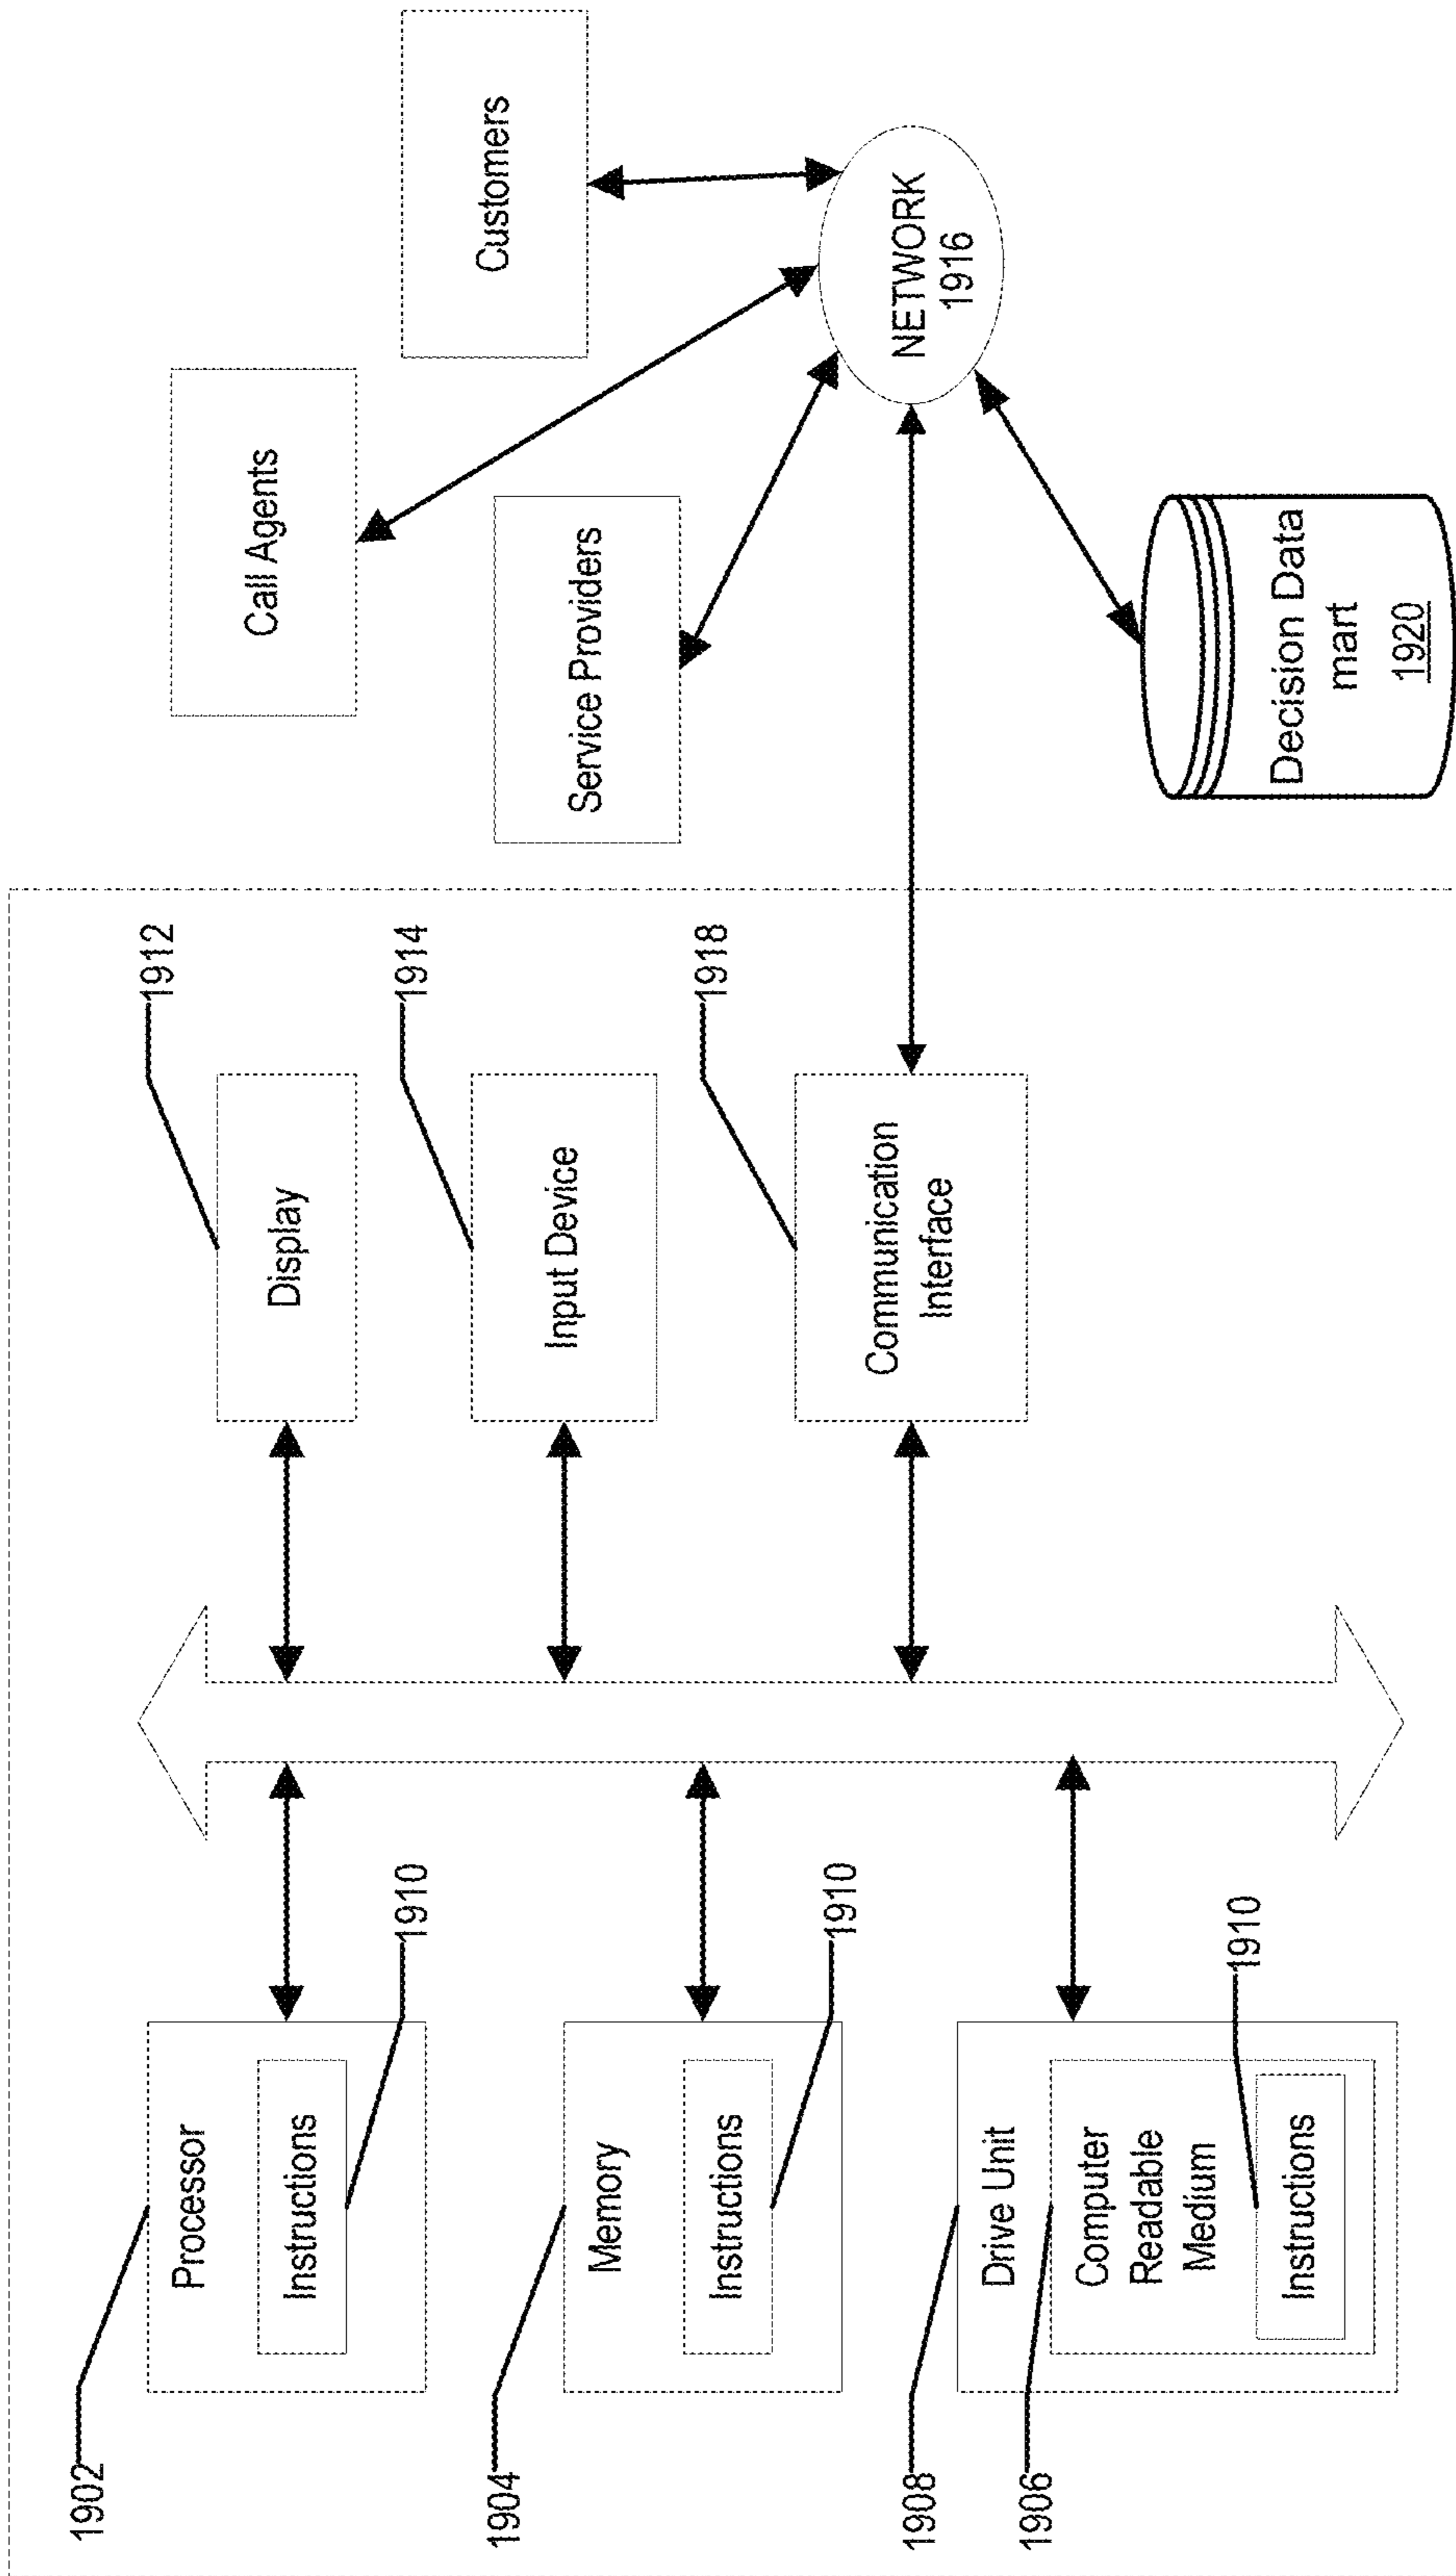 1902
Processor
Instructions
1910
1904
Memory
Instructions
1910
1908
Drive Unit
1906
Computer
Readable
Medium
1910
Instructions
Display
1912
Input Device
1914
Communication
Interface
1918
Call Agents
Customers
Service Providers
NETWORK
1916
Decision Data
mart
1920